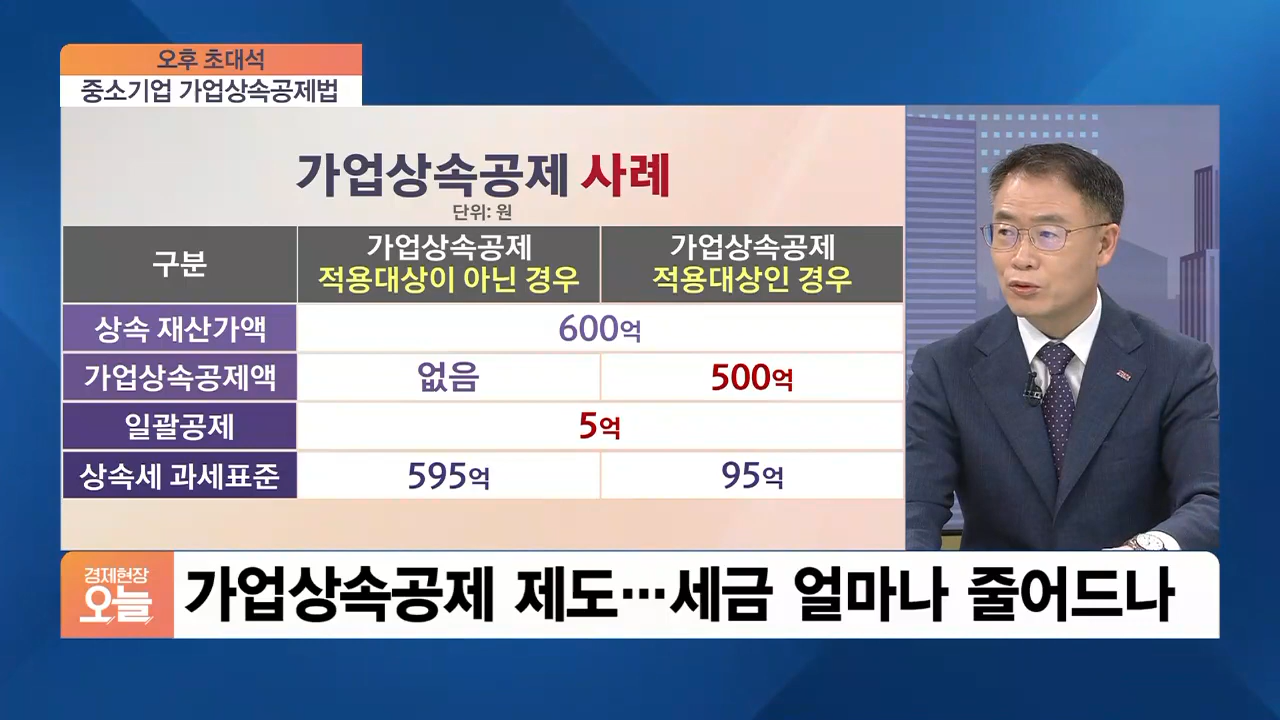 오후 초대석
중소기업 가업상속공제법
가업상속공제 사례
단위: 원
구분
가업상속공제
적용대상이 아닌 경우
가업상속공제
적용대상인 경우
상속 재산가액
600억
가업상속공제액
없음
500억
일괄공제
5억
상속세 과세표준
595억
95억
경제현장
오늘
가업상속공제 제도…세금 얼마나 줄어드나